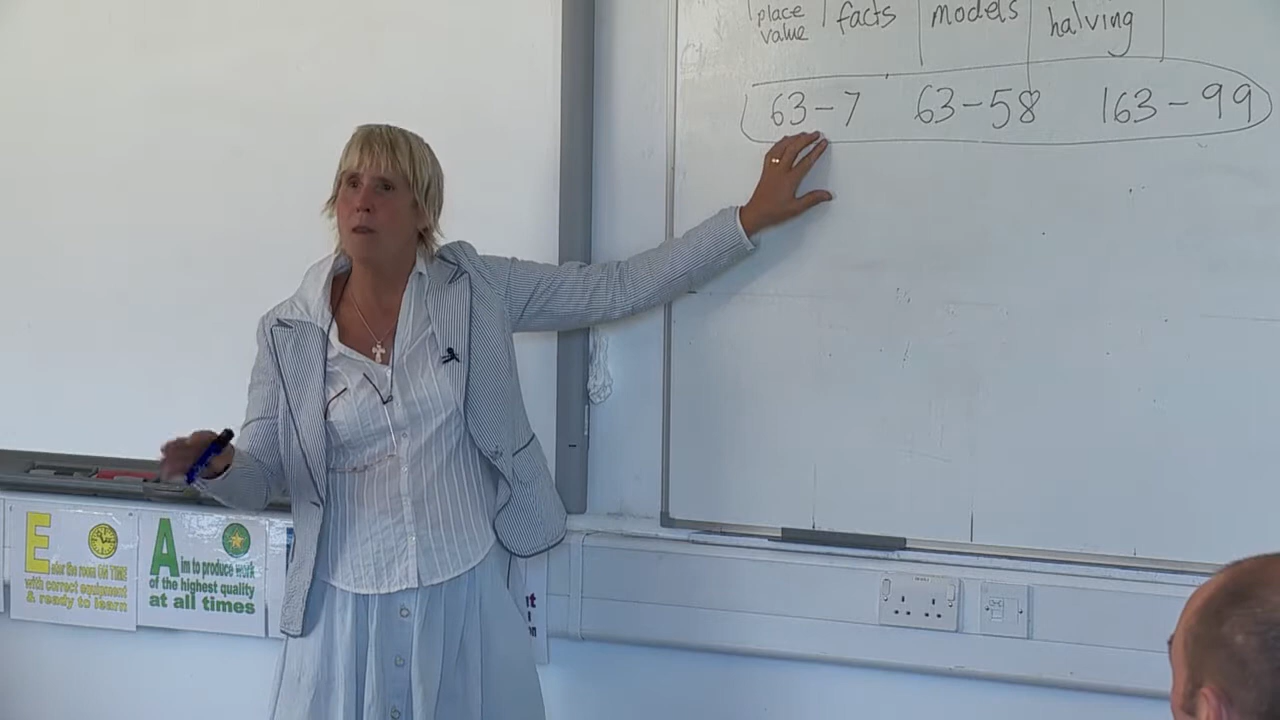 place value
facts
models
halving
63-7 63-58 163-99
Enter the room ON TIME
with correct equipment
& ready to learn
Aim to produce work
of the highest quality
at all times